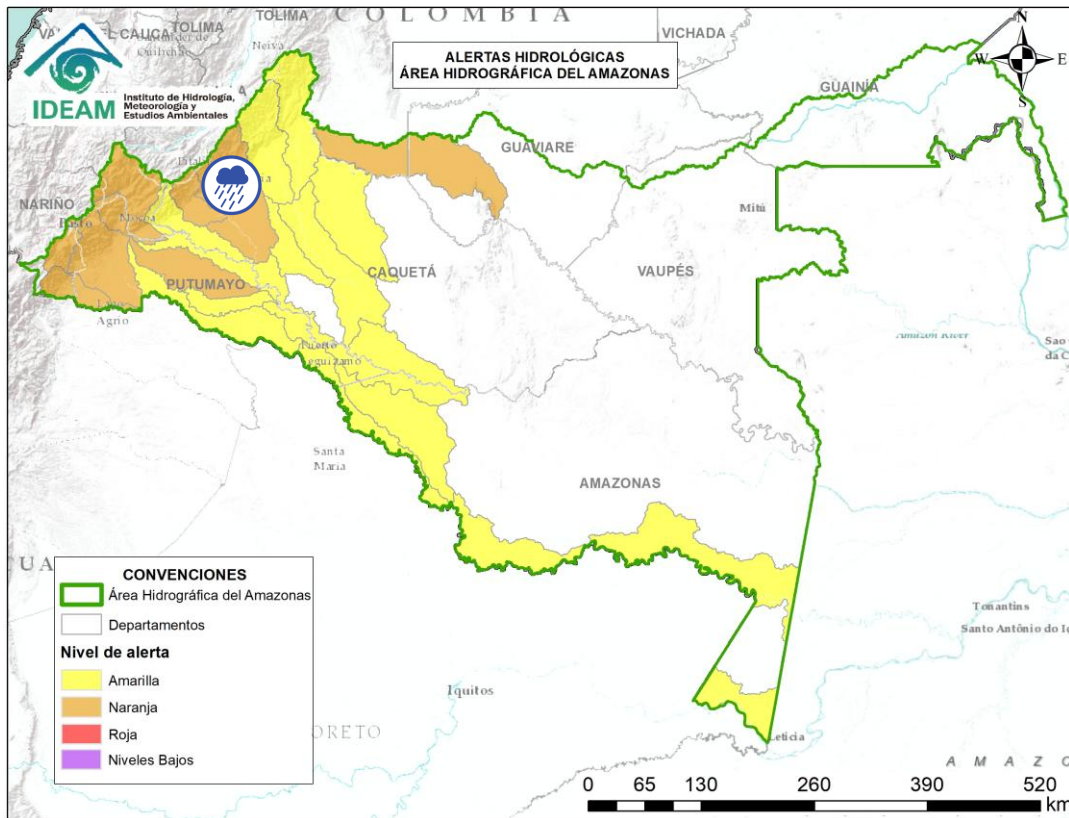 COLOMBIA
TOLIMA
TOLIMA
VICHADA
Neiva
IDEAM
Instituto de Hidrología,
Meteorología y
Estudios Ambientales
ALERTAS HIDROLÓGICAS
ÁREA HIDROGRÁFICA DEL AMAZONAS
N
W
E
S
GUAINÍA
GUAVIARE
NARIÑO
Mitú
CAQUETÁ
VAUPÉS
PUTUMAYO
Agrio
Amazon River
Santa
Maria
AMAZONAS
CONVENCIONES
Área Hidrográfica del Amazonas
Departamentos
Nivel de alerta
Amarilla
Naranja
Roja
Niveles Bajos
Tonantins
Santo Antônio do
Iquitos
Leticia
0 65 130 260 390 520
km